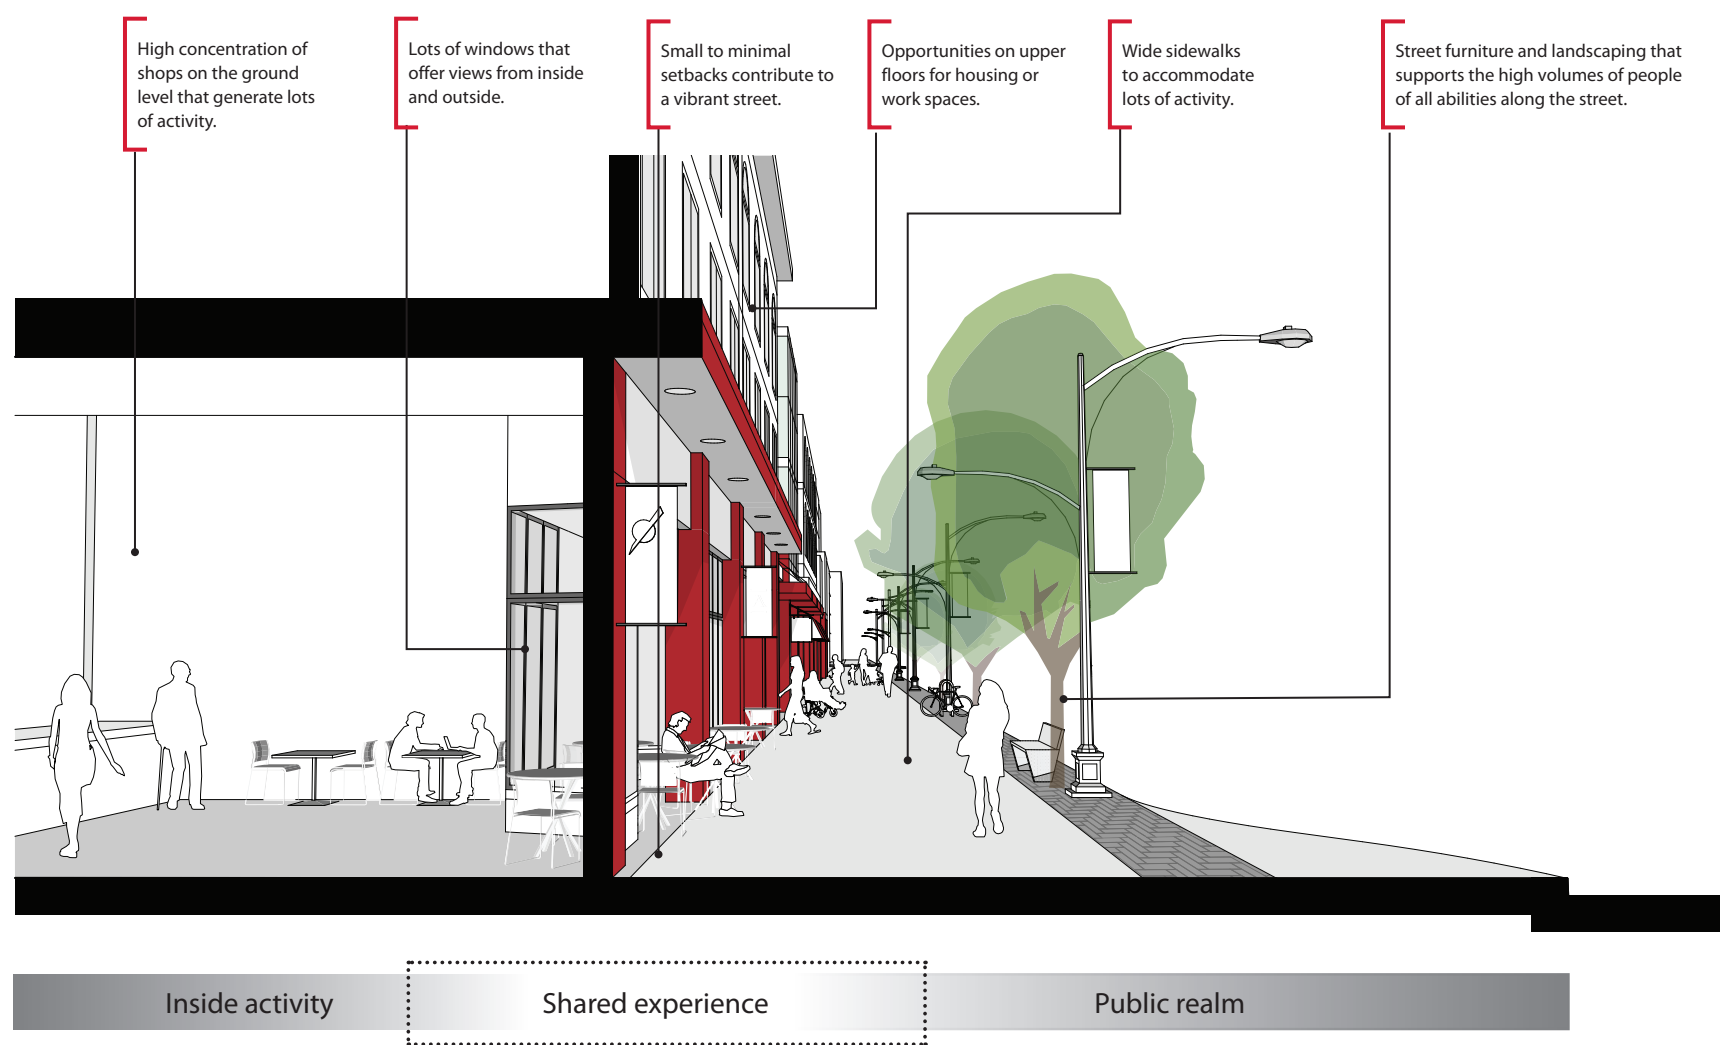 High concentration of
shops on the ground
level that generate lots
of activity.
Lots of windows that
offer views from inside
and outside.
Small to minimal
setbacks contribute to
a vibrant street.
Opportunities on upper
floors for housing or
work spaces.
Wide sidewalks
to accommodate
lots of activity.
Street furniture and landscaping that
supports the high volumes of people
of all abilities along the street.
Inside activity
Shared experience
Public realm